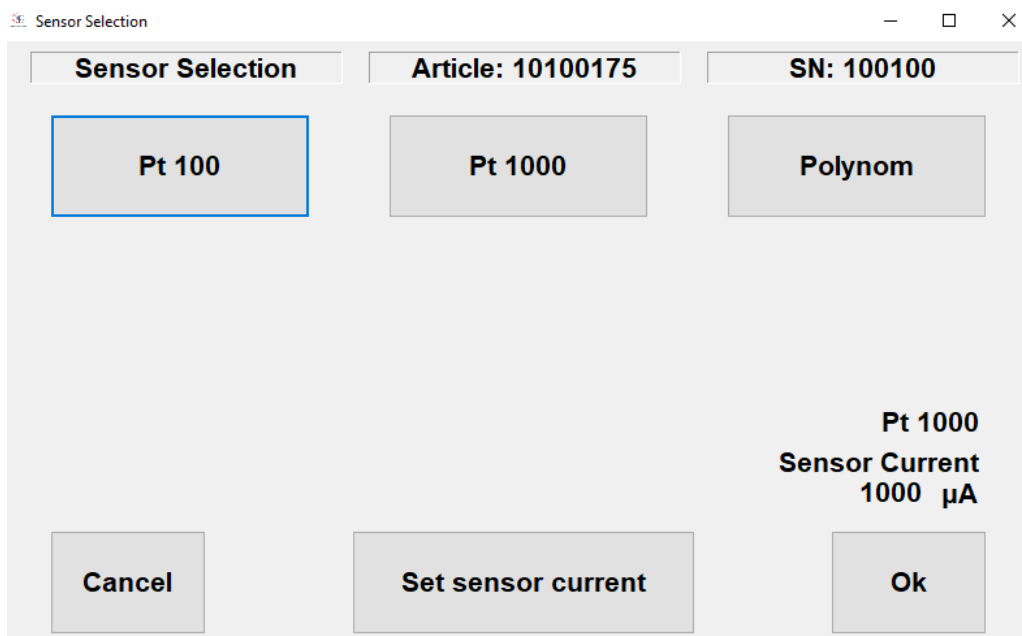 Sensor Selection
Sensor Selection
Article: 10100175
SN: 100100
Pt 100
Pt 1000
Polynom
Pt 1000
Sensor Current
1000 µA
Cancel
Set sensor current
Ok